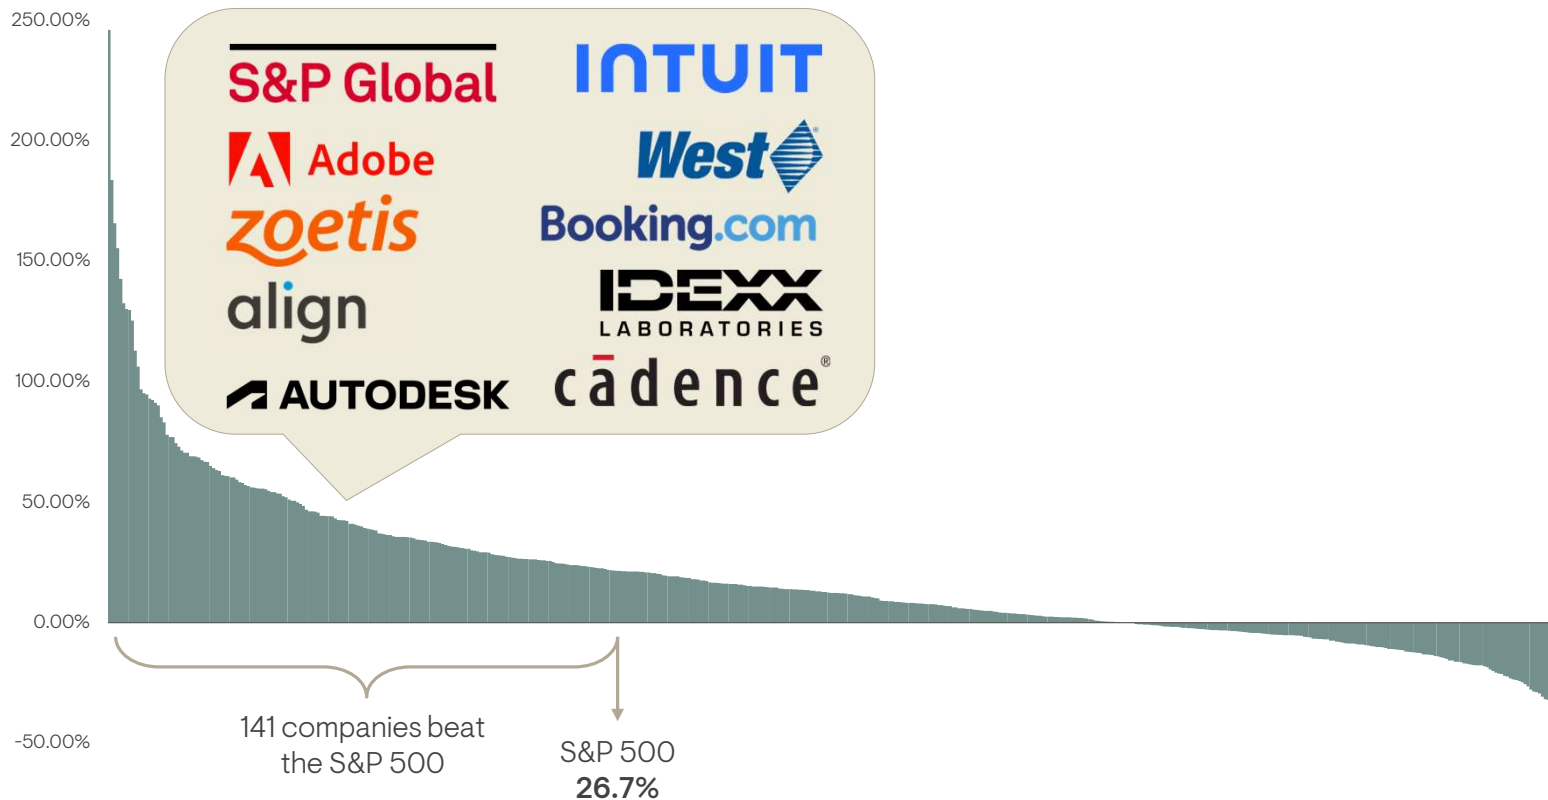 250.00%
200.00%
150.00%
100.00%
50.00%
0.00%
-50.00%
S&P Global
INTUIT
Adobe
West®
zoetis
Booking.com
align
IDEXX
LABORATORIES
AUTODESK
cādence®
141 companies beat
the S&P 500
S&P 500
26.7%